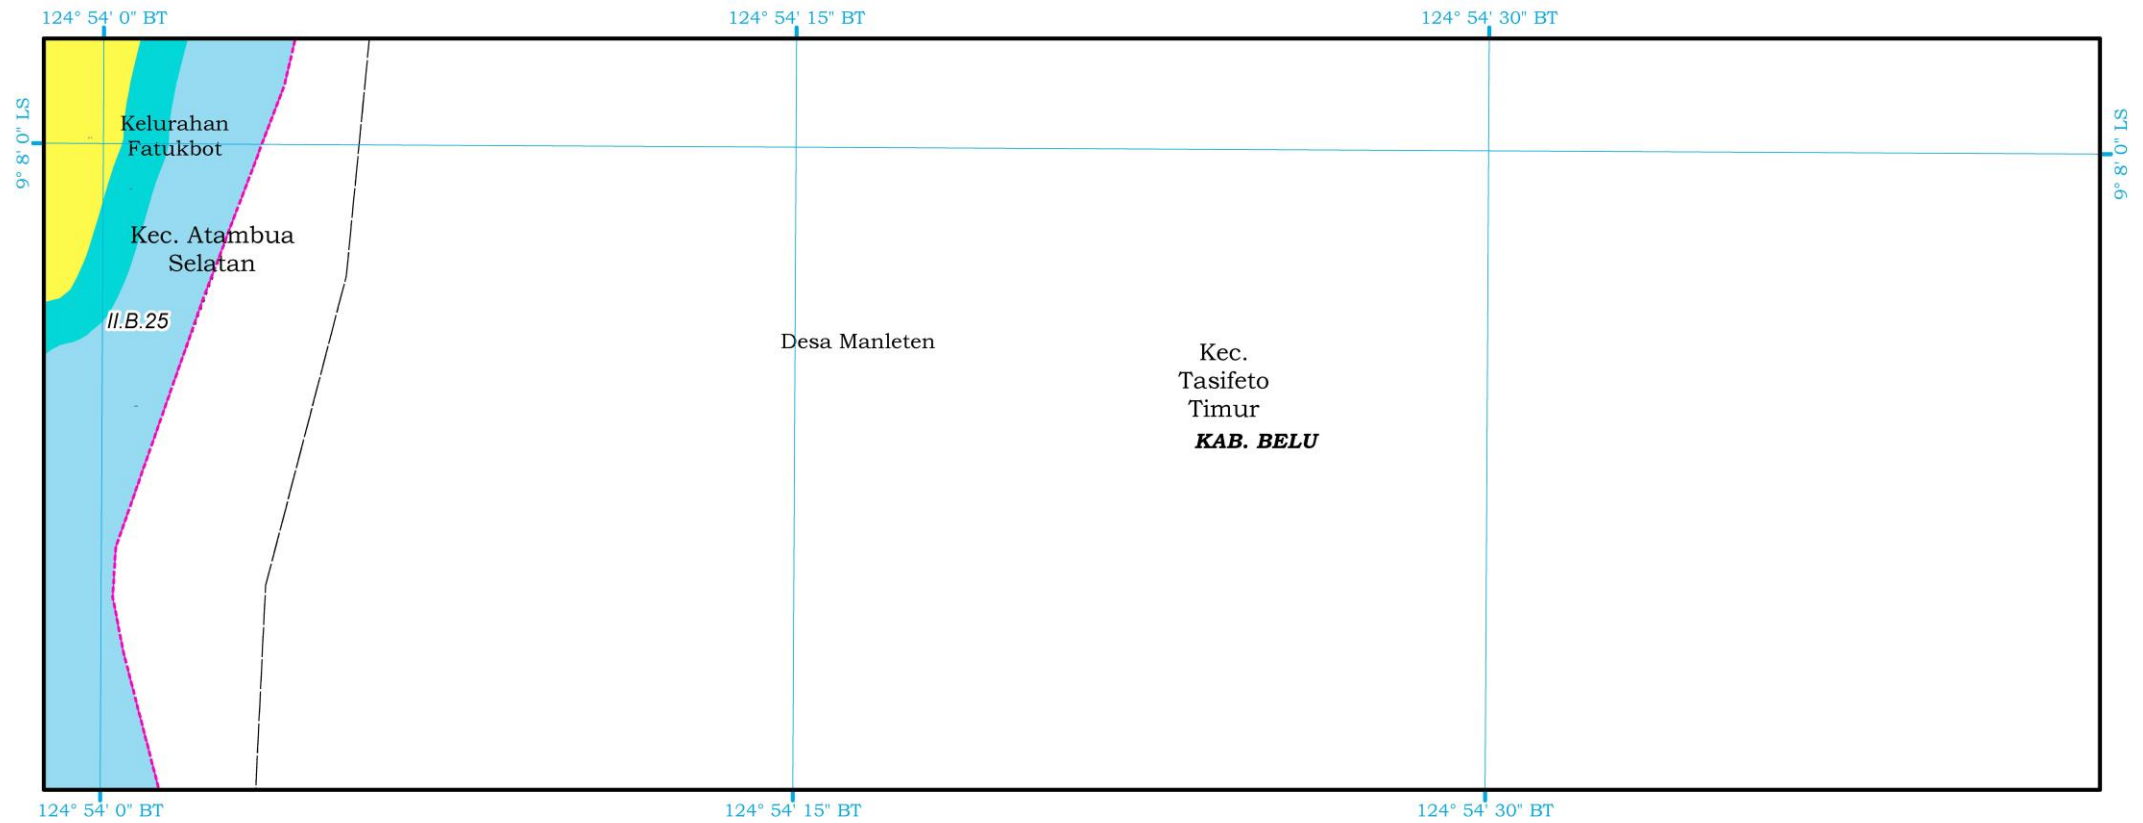 124° 54' 0" BT
124° 54' 15" BT
124° 54' 30" BT
9° 8' 0" LS
9° 8' 0" LS
Kelurahan
Fatukbot
Kec. Atambua
Selatan
II.B.25
Desa Manleten
Kec.
Tasifeto
Timur
KAB. BELU
124° 54' 0" BT
124° 54' 15" BT
124° 54' 30" BT